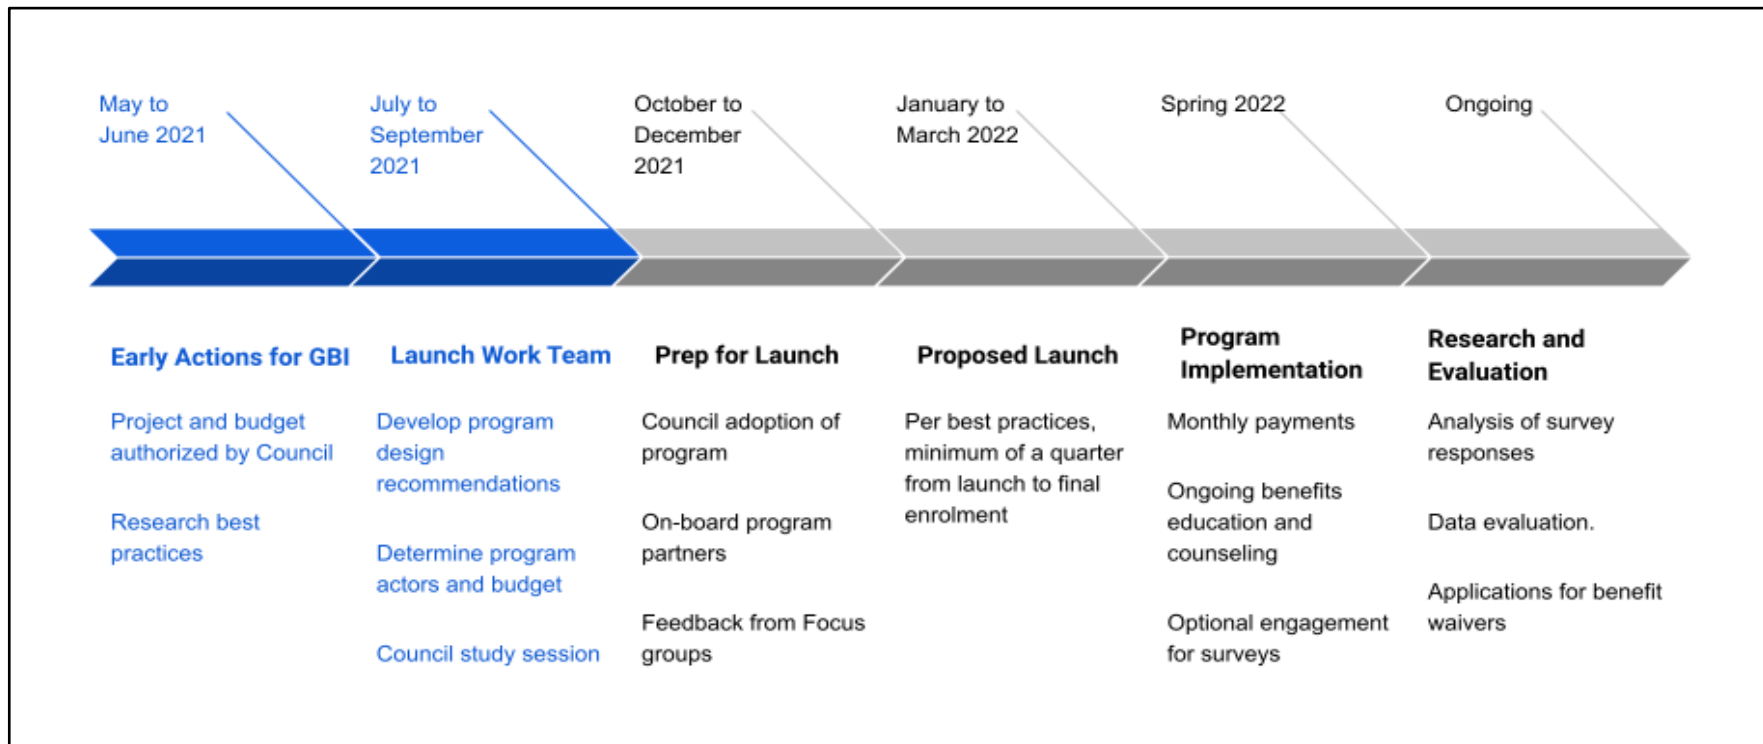 May to
June 2021
July to
September
2021
October to
December
2021
January to
March 2022
Spring 2022
Ongoing
Early Actions for GBI
Project and budget
authorized by Council
Research best
practices
Launch Work Team
Develop program
design
recommendations
Determine program
actors and budget
Council study session
Prep for Launch
Council adoption of
program
On-board program
partners
Feedback from Focus
groups
Proposed Launch
Per best practices,
minimum of a quarter
from launch to final
enrolment
Program
Implementation
Monthly payments
Ongoing benefits
education and
counseling
Optional engagement
for surveys
Research and
Evaluation
Analysis of survey
responses
Data evaluation.
Applications for benefit
waivers